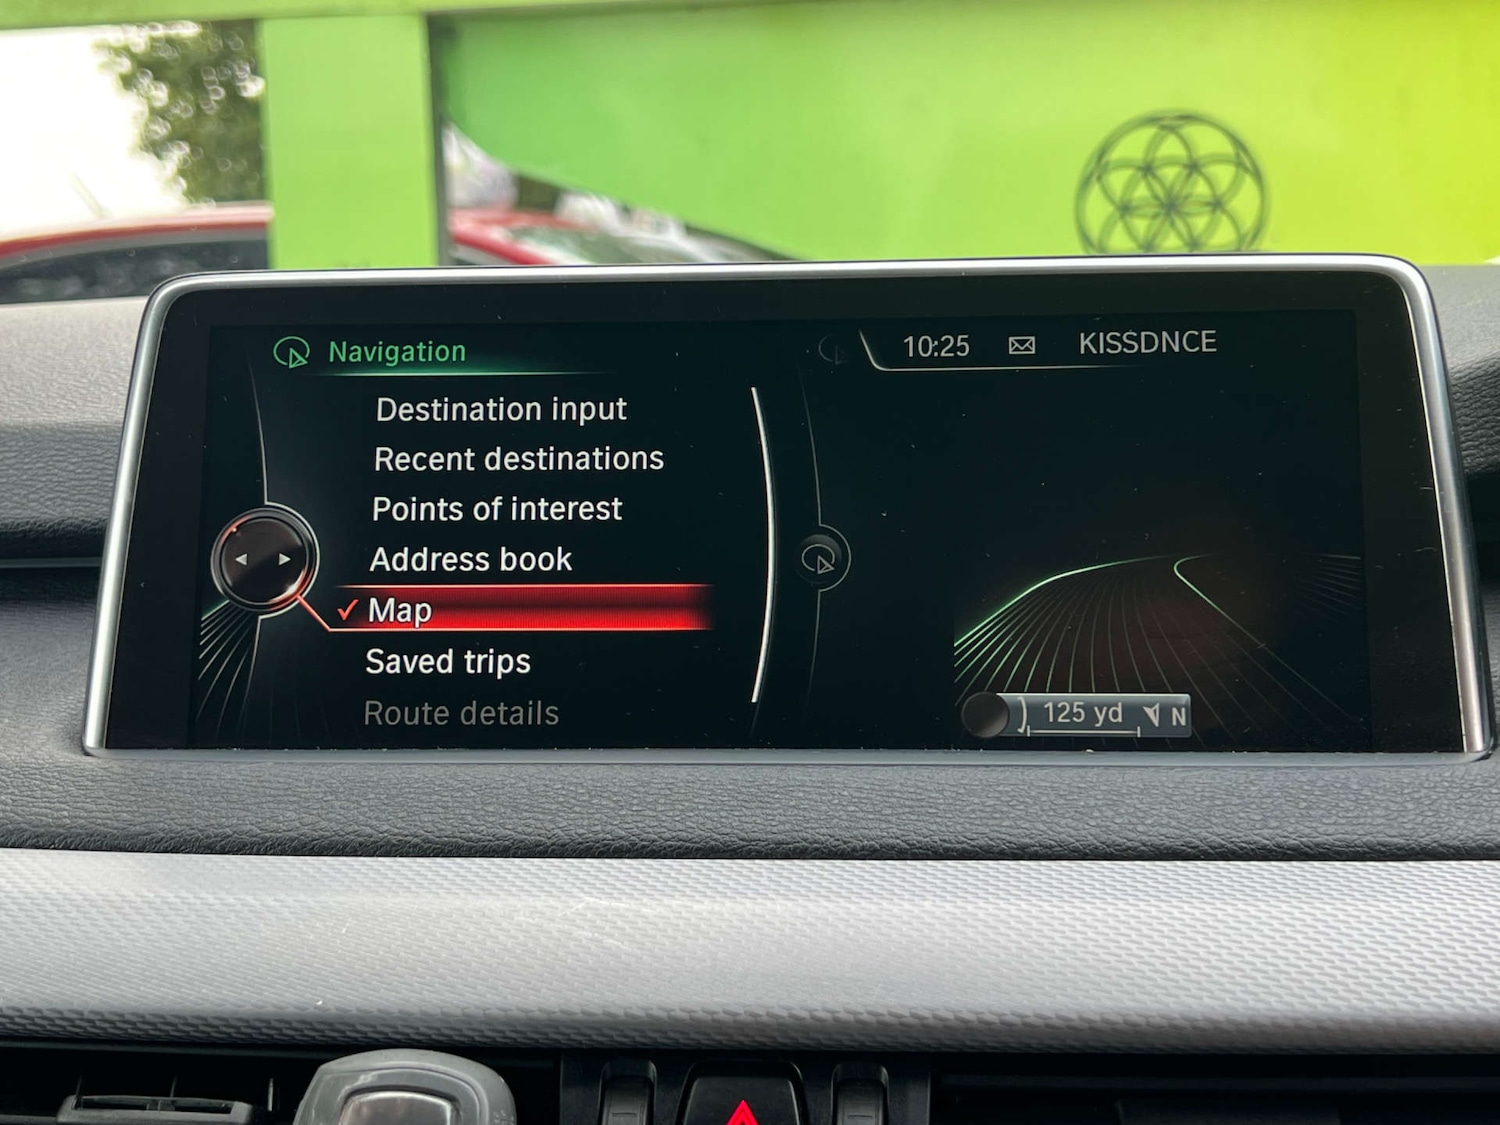 Navigation
10:25 KISSDNCE
Destination input
Recent destinations
Points of interest
Address book
Map
Saved trips
Route details
125 yd N